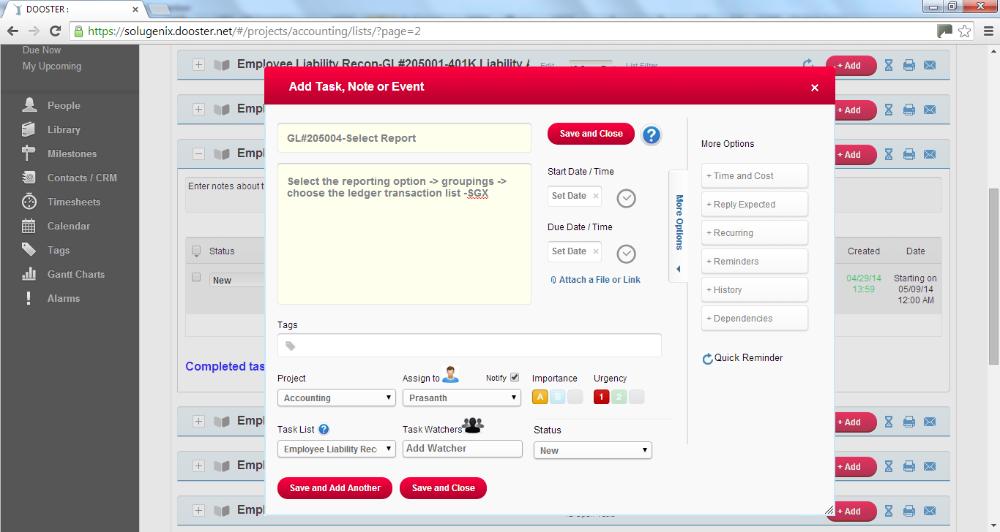 DOOSTER :
https://solugenix.dooster.net/#/projects/accounting/lists/?page=2
Due Now
My Upcoming
People
Library
Milestones
Contacts / CRM
Timesheets
Calendar
Tags
Gantt Charts
Alarms
Employee Liability Recon-GL#205001-401K Liability
Edit
List Filter
+ Add
Empl
+ Add
Empl
+ Add
Enter notes about t
Status
Created
Date
New
04/29/14
13:59
Starting on
05/09/14
12:00 AM
Completed tas
Empl
+ Add
Empl
+ Add
Empl
+ Add
Add Task, Note or Event
GL#205004-Select Report
Save and Close
?
Select the reporting option -> groupings ->
choose the ledger transaction list -SGX
Start Date / Time
Set Date
Due Date / Time
Set Date
Attach a File or Link
More Options
More Options
+ Time and Cost
+ Reply Expected
+ Recurring
+ Reminders
+ History
+ Dependencies
Quick Reminder
Tags
Project
Assign to
Notify
Importance
Urgency
Accounting
Prasanth
A B
1 2
Task List ?
Task Watchers
Status
Employee Liability Rec
Add Watcher
New
Save and Add Another
Save and Close